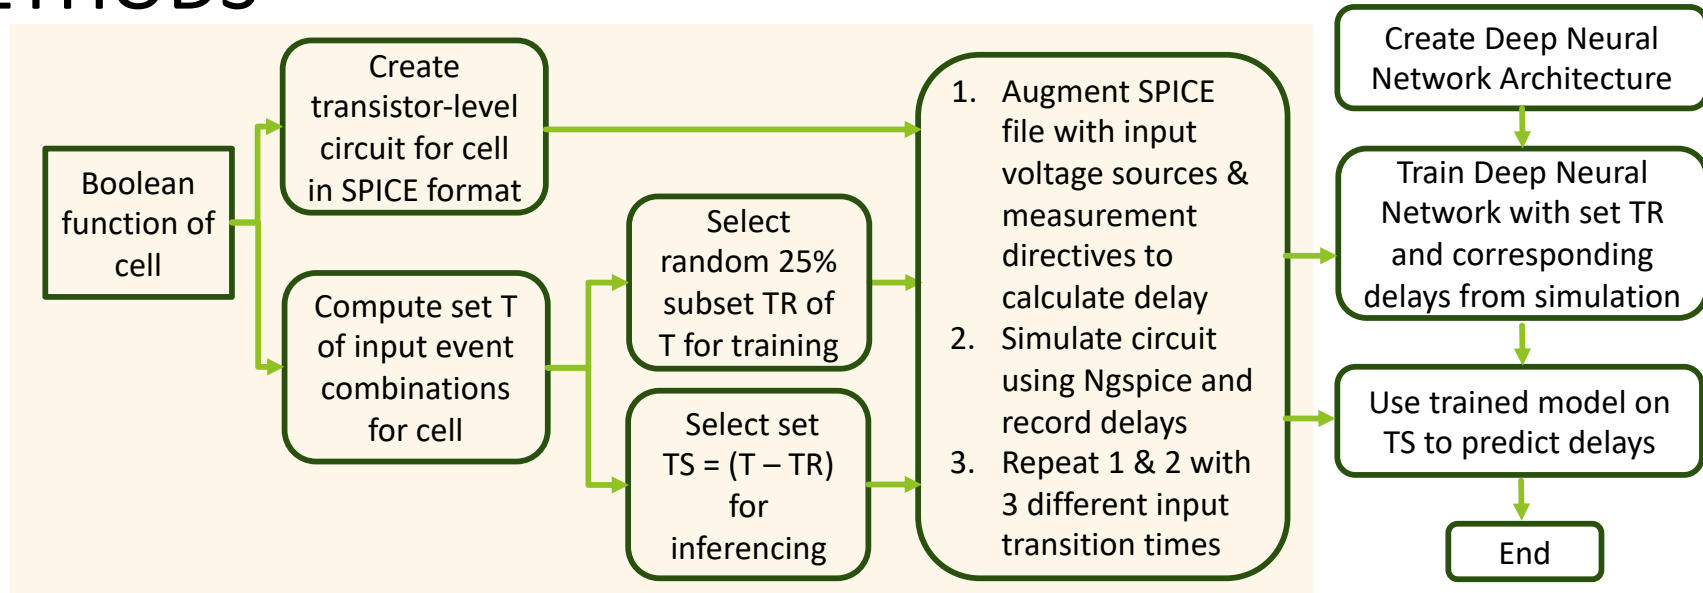 METHODS
Boolean
function of
cell
Create
transistor-level
circuit for cell
in SPICE format
Compute set T
of input event
combinations
for cell
Select
random 25%
subset TR of
T for training
Select set
TS = (T – TR)
for
inferencing
1. Augment SPICE
file with input
voltage sources &
measurement
directives to
calculate delay
2. Simulate circuit
using Ngspice and
record delays
3. Repeat 1 & 2 with
3 different input
transition times
Create Deep Neural
Network Architecture
Train Deep Neural
Network with set TR
and corresponding
delays from simulation
Use trained model on
TS to predict delays
End